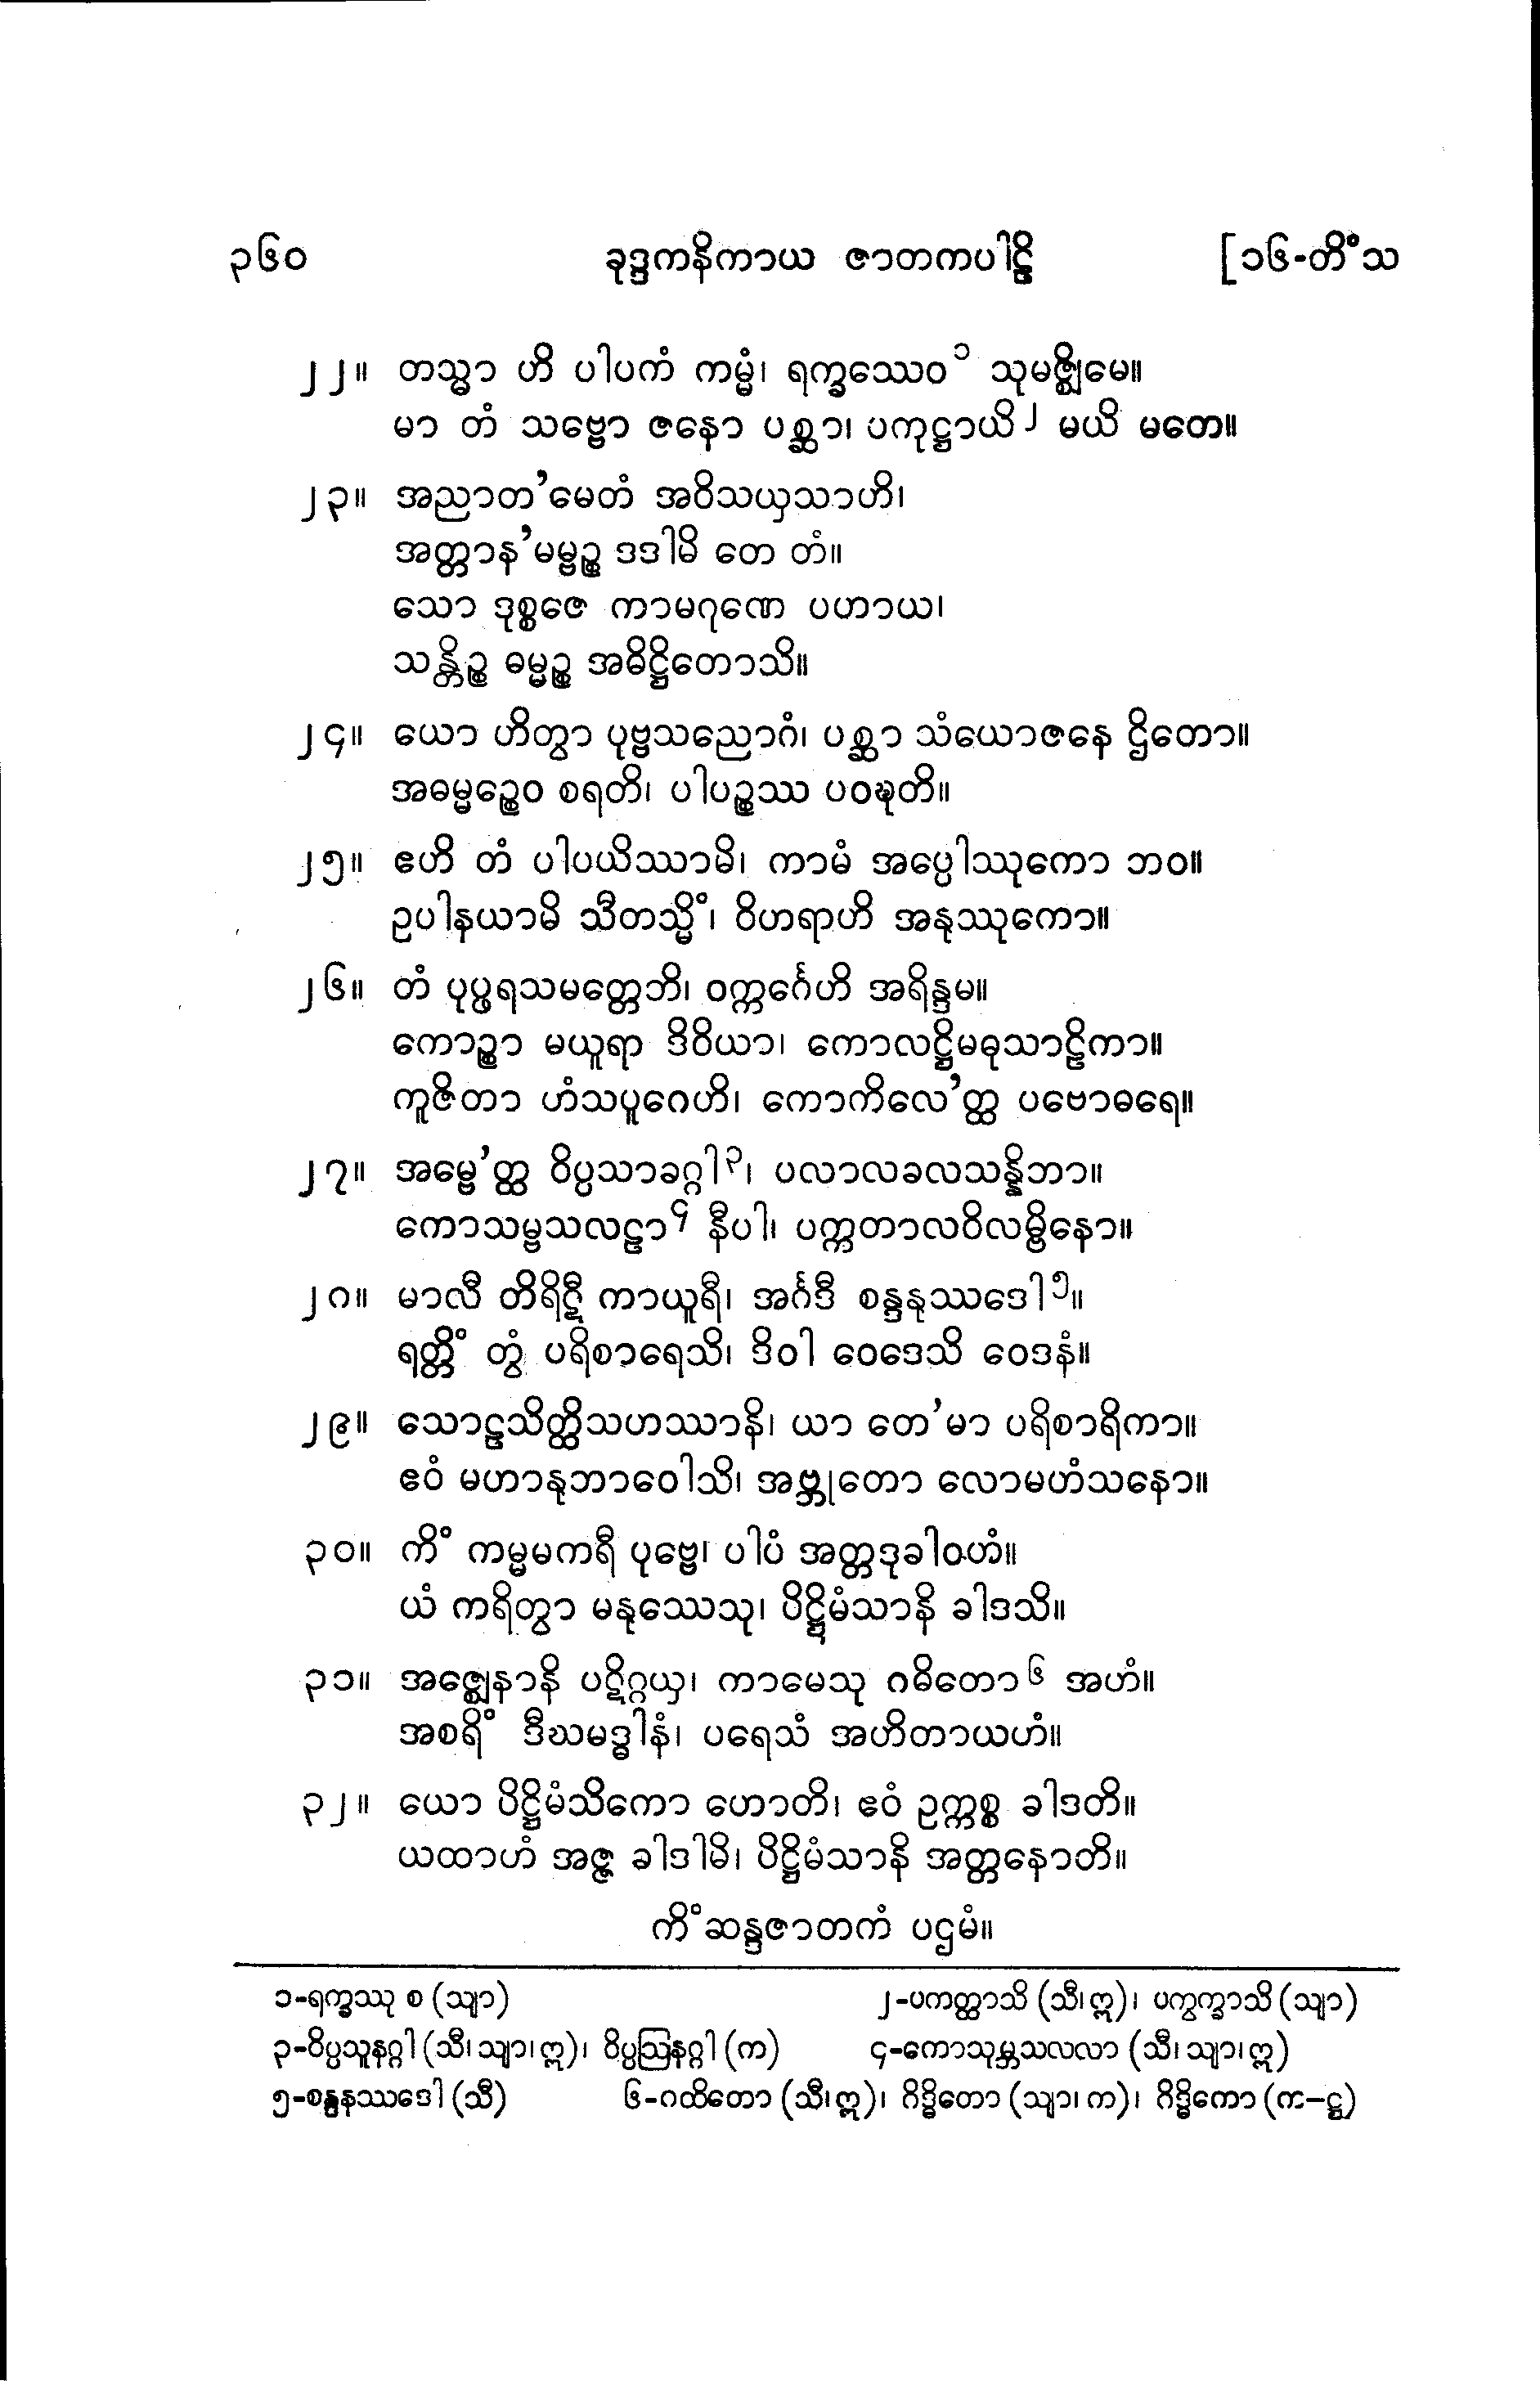 ၃၆၀ ခုဒ္ဒကနိကာယ ဇာတကပါဠိ [၁၆-တိံသ
၂၂။ တသ္မာ ဟိ ပါပကံ ကမ္မံ၊ ရက္ခဿေဝ၁ သုမဇ္ဈိမေ။
မာ တံ သဗ္ဗော ဇနော ပစ္ဆာ၊ ပကုဋ္ဌာယိ၂ မယိ မတေ။
၂၃။ အညာတ’မေတံ အဝိသယှသာဟိ၊
အတ္တာန’မမ္ဗဉ္စ ဒဒါမိ တေ တံ။
သော ဒုစ္စဇေ ကာမဂုဏေ ပဟာယ၊
သန္တိဉ္စ ဓမ္မဉ္စ အဓိဋ္ဌိတောသိ။
၂၄။ ယော ဟိတွာ ပုဗ္ဗသညောဂံ၊ ပစ္ဆာ သံယောဇနေ ဌိတော။
အဓမ္မဉ္စေဝ စရတိ၊ ပါပဉ္စဿ ပဝဍ္ဎတိ။
၂၅။ ဧဟိ တံ ပါပယိဿာမိ၊ ကာမံ အပ္ပေါဿုကော ဘဝ။
ဥပါနယာမိ သီတသ္မိံ၊ ဝိဟရာဟိ အနုဿုကော။
၂၆။ တံ ပုပ္ဖရသမတ္တေဘိ၊ ဝက္ကင်္ဂေဟိ အရိန္ဒမ။
ကောဉ္စာ မယူရာ ဒိဝိယာ၊ ကောလဋ္ဌိမဓုသာဠိကာ။
ကူဇိတာ ဟံသပူဂေဟိ၊ ကောကိလေ’တ္ထ ပဗောဓရေ။
၂၇။ အမ္ဗေ’တ္ထ ဝိပ္ပသာခဂ္ဂါ၃၊ ပလာလခလသန္နိဘာ။
ကောသမ္ဗသလဠာ၄ နီပါ၊ ပက္ကတာလဝိလမ္ဗိနော။
၂၈။ မာလီ တိရိဋီ ကာယူရီ၊ အင်္ဂဒီ စန္ဒနုဿဒေါ၅။
ရတ္တိံ တွံ ပရိစာရေသိ၊ ဒိဝါ ဝေဒေသိ ဝေဒနံ။
၂၉။ သောဠသိတ္ထိသဟဿာနိ၊ ယာ တေ’မာ ပရိစာရိကာ။
ဧဝံ မဟာနုဘာဝေါသိ၊ အဗ္ဘုတော လောမဟံသနော။
၃၀။ ကိံ ကမ္မမကရီ ပုဗ္ဗေ၊ ပါပံ အတ္တဒုခါဝဟံ။
ယံ ကရိတွာ မနုဿေသု၊ ပိဋ္ဌိမံသာနိ ခါဒသိ။
၃၁။ အဇ္ဈေနာနိ ပဋိဂ္ဂယှ၊ ကာမေသု ဂဓိတော၆ အဟံ။
အစရိံ ဒီဃမဒ္ဓါနံ၊ ပရေသံ အဟိတာယဟံ။
၃၂။ ယော ပိဋ္ဌိမံသိကော ဟောတိ၊ ဧဝံ ဥက္ကစ္စ ခါဒတိ။
ယထာဟံ အဇ္ဇ ခါဒါမိ၊ ပိဋ္ဌိမံသာနိ အတ္တနောတိ။
ကိံဆန္ဒဇာတကံ ပဌမံ။
၁-ရက္ခဿု စ (သျာ) ၂-ပကတ္ထာသိ (သီ၊ဣ)၊ ပကွက္ခာသိ (သျာ)
၃-ဝိပ္ပသူနဂ္ဂါ (သီ၊ သျာ၊ဣ)၊ ဝိပ္ပဩနဂ္ဂါ (က) ၄-ကောသုမ္ဘသလလာ (သီ၊ သျာ၊ဣ)
၅-စန္ဒနဿဒေါ (သီ) ၆-ဂထိတော (သီ၊ဣ)၊ ဂိဒ္ဓိတော (သျာ၊ က)၊ ဂိဒ္ဓိကော (က-ဋ္ဌ)